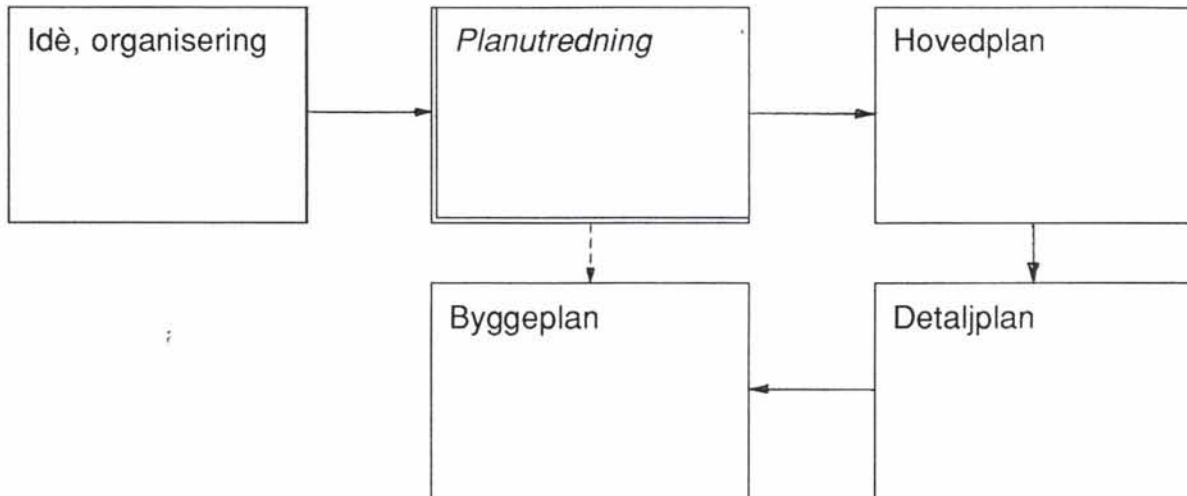 Idè, organisering
Planutredning
Hovedplan
Byggeplan
Detaljplan